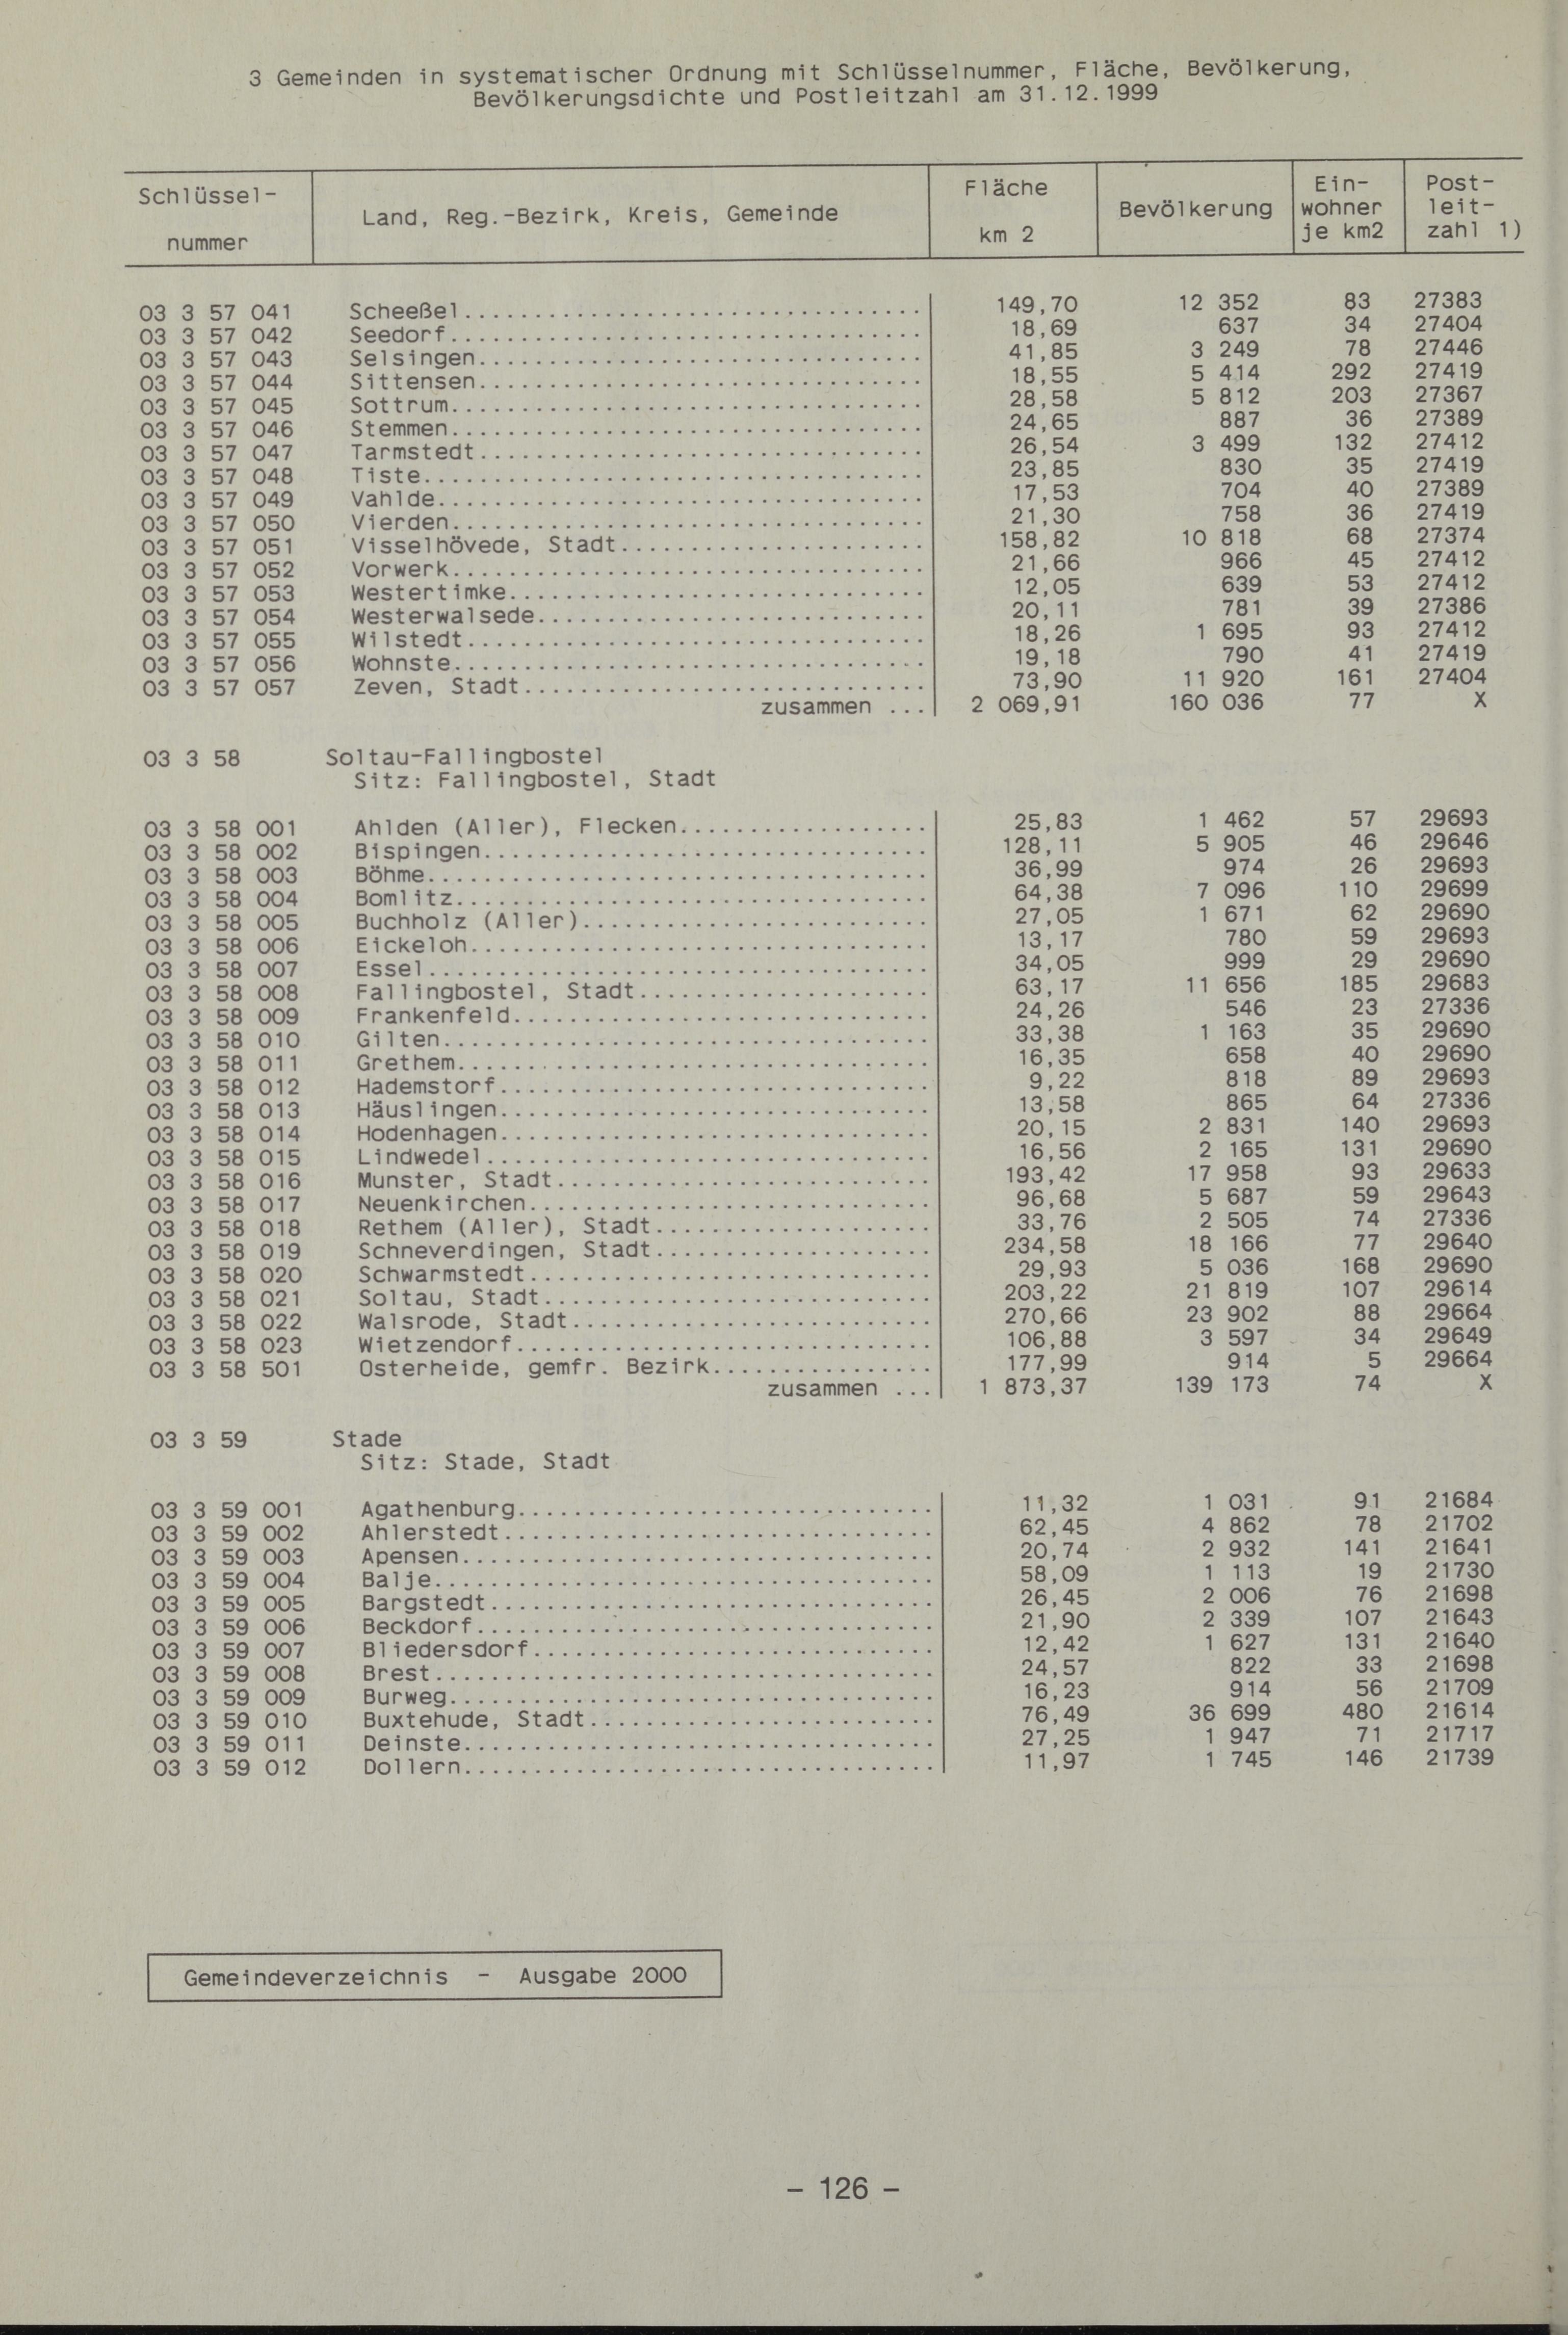 3 Gemeinden in systematischer Ordnung mit Schlüsselnummer, Fläche, Bevölkerung,
Bevölkerungsdichte und Postleitzahl am 31.12.1999
Schlüssel-
nummer
Land, Reg.-Bezirk, Kreis, Gemeinde
Fläche
km 2
Bevölkerung
Ein-
wohner
je km2
Post-
leit-
zahl 1)
03 3 57 041 Scheeßel................................. 149,70 12 352 83 27383
03 3 57 042 Seedorf.................................. 18,69 637 34 27404
03 3 57 043 Selsingen................................ 41,85 3 249 78 27446
03 3 57 044 Sittensen................................ 18,55 5 414 292 27419
03 3 57 045 Sottrum.................................. 28,58 5 812 203 27367
03 3 57 046 Stemmen.................................. 24,65 887 36 27389
03 3 57 047 Tarmstedt................................ 26,54 3 499 132 27412
03 3 57 048 Tiste.................................... 23,85 830 35 27419
03 3 57 049 Vahlde................................... 17,53 704 40 27389
03 3 57 050 Vierden.................................. 21,30 758 36 27419
03 3 57 051 Visselhövede, Stadt...................... 158,82 10 818 68 27374
03 3 57 052 Vorwerk.................................. 21,66 966 45 27412
03 3 57 053 Westertimke.............................. 12,05 639 53 27412
03 3 57 054 Westerwalsede............................ 20,11 781 39 27386
03 3 57 055 Wilstedt................................. 18,26 1 695 93 27412
03 3 57 056 Wohnste.................................. 19,18 790 41 27419
03 3 57 057 Zeven, Stadt............................. 73,90 11 920 161 27404
zusammen ... 2 069,91 160 036 77 X
03 3 58 Soltau-Fallingbostel
Sitz: Fallingbostel, Stadt
03 3 58 001 Ahlden (Aller), Flecken.................. 25,83 1 462 57 29693
03 3 58 002 Bispingen................................ 128,11 5 905 46 29646
03 3 58 003 Böhme.................................... 36,99 974 26 29693
03 3 58 004 Bomlitz.................................. 64,38 7 096 110 29699
03 3 58 005 Buchholz (Aller)......................... 27,05 1 671 62 29690
03 3 58 006 Eickeloh................................. 13,17 780 59 29693
03 3 58 007 Essel.................................... 34,05 999 29 29690
03 3 58 008 Fallingbostel, Stadt..................... 63,17 11 656 185 29683
03 3 58 009 Frankenfeld.............................. 24,26 546 23 27336
03 3 58 010 Gilten................................... 33,38 1 163 35 29690
03 3 58 011 Grethem.................................. 16,35 658 40 29690
03 3 58 012 Hademstorf............................... 9,22 818 89 29693
03 3 58 013 Häuslingen............................... 13,58 865 64 27336
03 3 58 014 Hodenhagen............................... 20,15 2 831 140 29693
03 3 58 015 Lindwedel................................ 16,56 2 165 131 29690
03 3 58 016 Munster, Stadt........................... 193,42 17 958 93 29633
03 3 58 017 Neuenkirchen............................. 96,68 5 687 59 29643
03 3 58 018 Rethem (Aller), Stadt.................... 33,76 2 505 74 27336
03 3 58 019 Schneverdingen, Stadt.................... 234,58 18 166 77 29640
03 3 58 020 Schwarmstedt............................. 29,93 5 036 168 29690
03 3 58 021 Soltau, Stadt............................ 203,22 21 819 107 29614
03 3 58 022 Walsrode, Stadt.......................... 270,66 23 902 88 29664
03 3 58 023 Wietzendorf.............................. 106,88 3 597 34 29649
03 3 58 501 Osterheide, gemfr. Bezirk................ 177,99 914 5 29664
zusammen ... 1 873,37 139 173 74 X
03 3 59 Stade
Sitz: Stade, Stadt
03 3 59 001 Agathenburg.............................. 11,32 1 031 91 21684
03 3 59 002 Ahlerstedt............................... 62,45 4 862 78 21702
03 3 59 003 Apensen.................................. 20,74 2 932 141 21641
03 3 59 004 Balje.................................... 58,09 1 113 19 21730
03 3 59 005 Bargstedt................................ 26,45 2 006 76 21698
03 3 59 006 Beckdorf................................. 21,90 2 339 107 21643
03 3 59 007 Bliedersdorf............................. 12,42 1 627 131 21640
03 3 59 008 Brest.................................... 24,57 822 33 21698
03 3 59 009 Burweg................................... 16,23 914 56 21709
03 3 59 010 Buxtehude, Stadt......................... 76,49 36 699 480 21614
03 3 59 011 Deinste.................................. 27,25 1 947 71 21717
03 3 59 012 Dollern.................................. 11,97 1 745 146 21739
Gemeindeverzeichnis - Ausgabe 2000
- 126 -